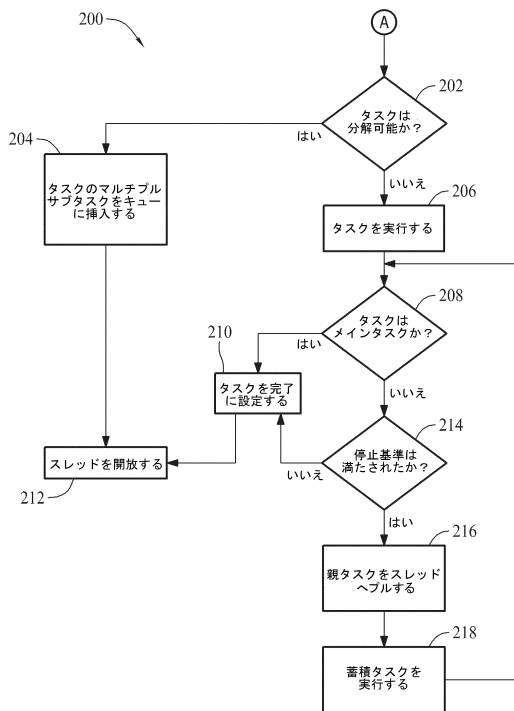 200
A
202
タスクは
分解可能か？
はい
204
いいえ
206
タスクのマルチプル
サブタスクをキュー
に挿入する
タスクを実行する
208
タスクは
メインタスクか？
210
はい
いいえ
タスクを完了
に設定する
214
停止基準は
満たされたか？
スレッドを開放する
いいえ
212
はい
216
親タスクをスレッド
へプルする
218
蓄積タスクを
実行する